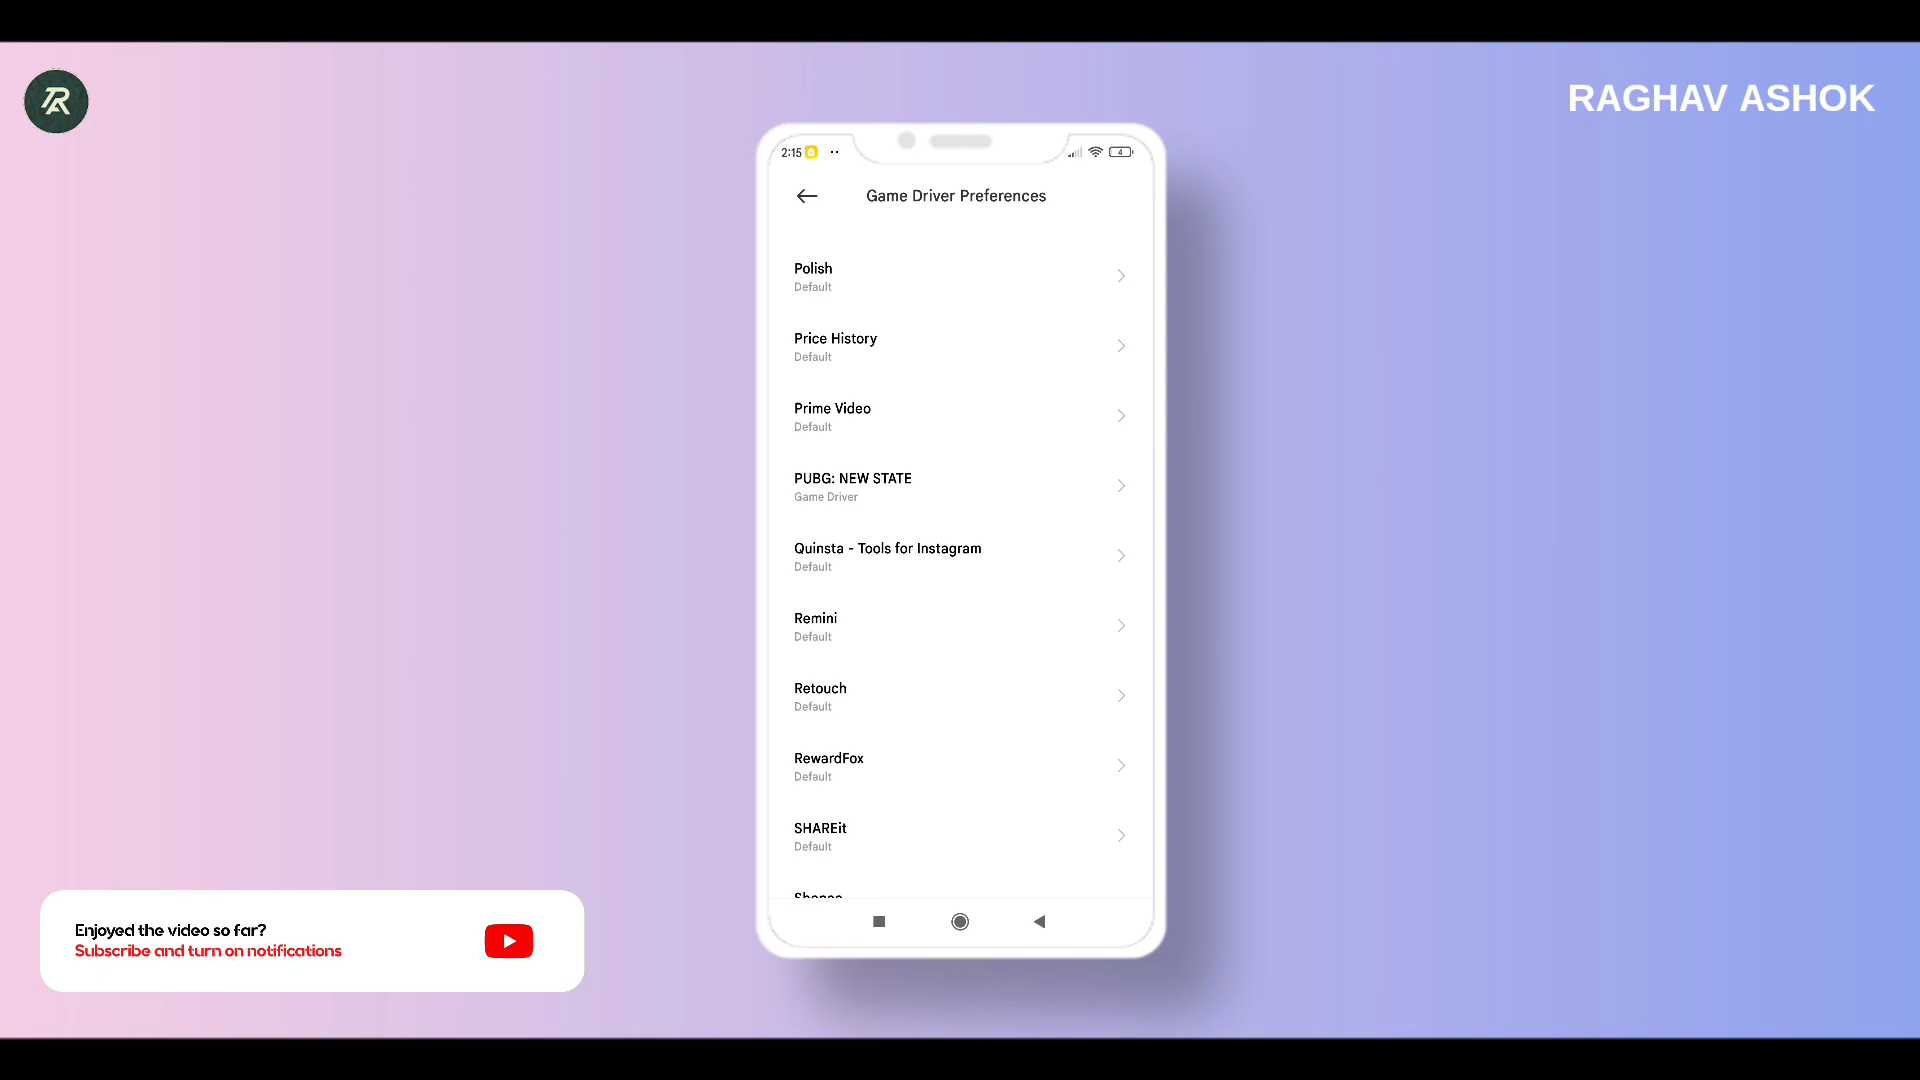 RAGHAV ASHOK
2:15
4
Game Driver Preferences
Polish
Default
Price History
Default
Prime Video
Default
PUBG: NEW STATE
Game Driver
Quinsta - Tools for Instagram
Default
Remini
Default
Retouch
Default
RewardFox
Default
SHAREit
Default
Enjoyed the video so far?
Subscribe and turn on notifications